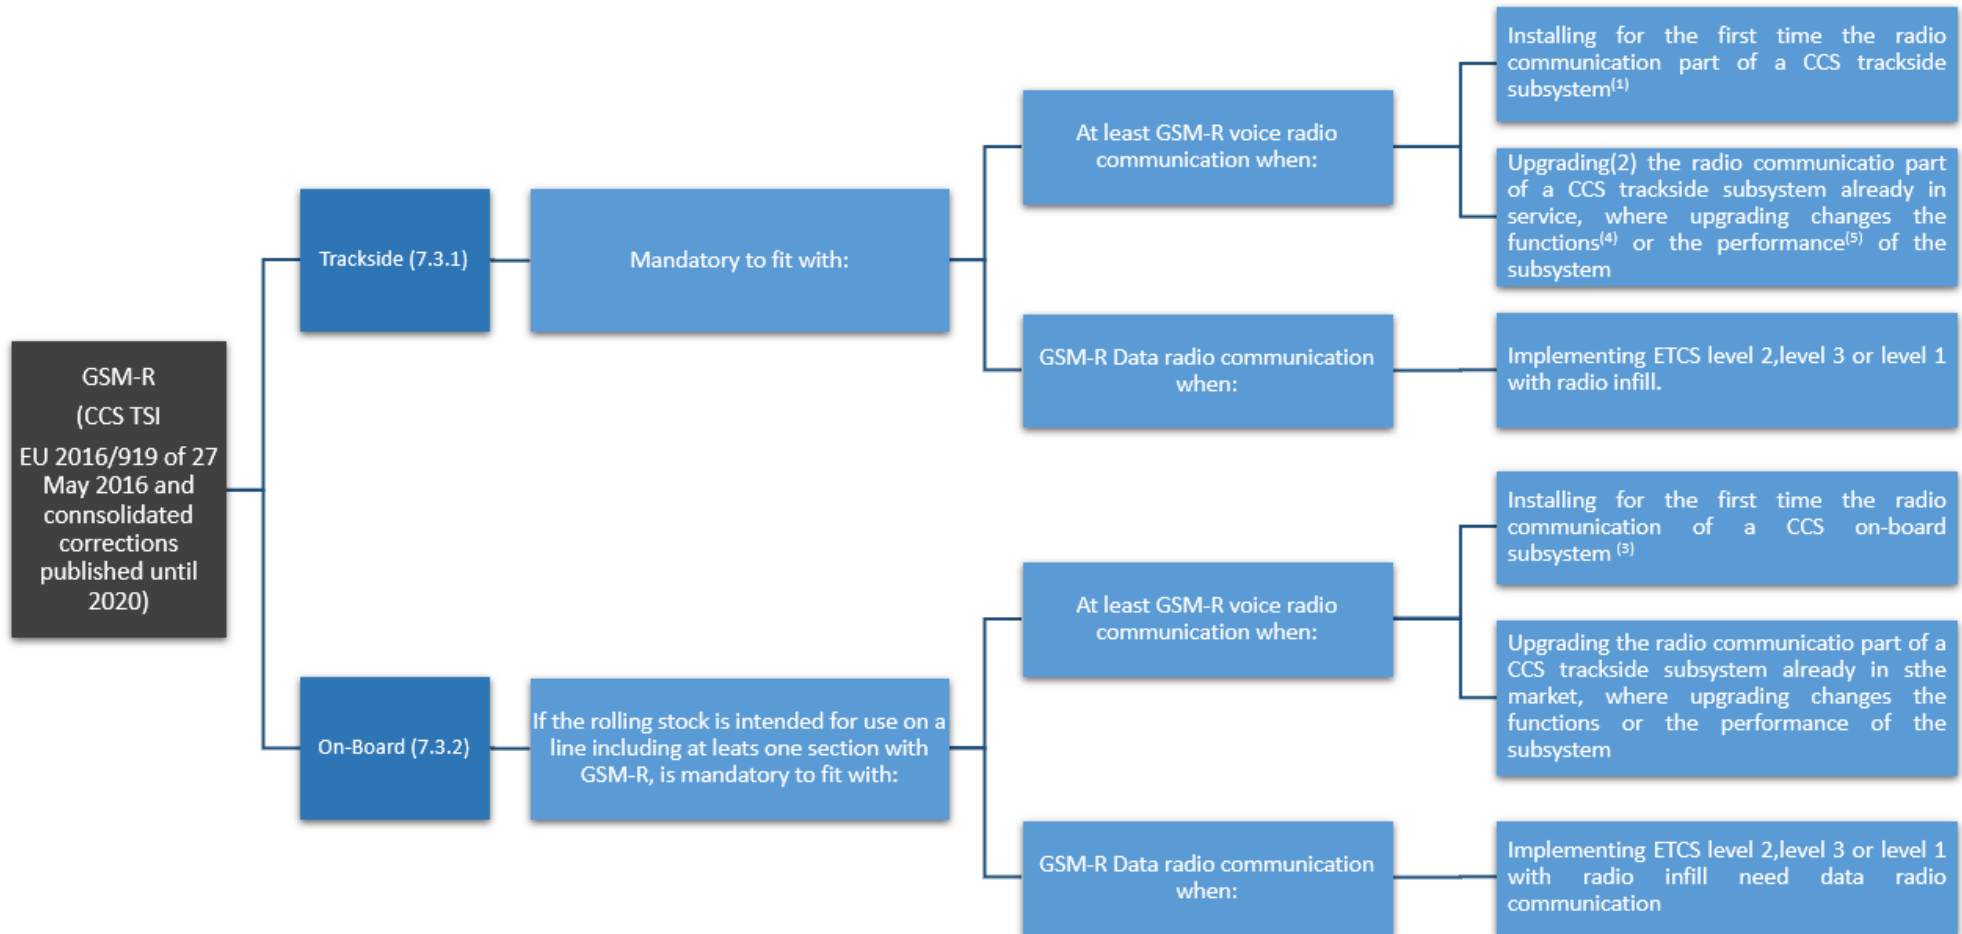 GSM-R
(CCS TSI
EU 2016/919 of 27
May 2016 and
connsolidated
corrections
published until
2020)
Trackside (7.3.1)
Mandatory to fit with:
At least GSM-R voice radio
communication when:
Installing for the first time the radio
communication part of a CCS trackside
subsystem(1)
Upgrading(2) the radio communicatio part
of a CCS trackside subsystem already in
service, where upgrading changes the
functions(4) or the performance(5) of the
subsystem
GSM-R Data radio communication
when:
Implementing ETCS level 2,level 3 or level 1
with radio infill.
On-Board (7.3.2)
If the rolling stock is intended for use on a
line including at leats one section with
GSM-R, is mandatory to fit with:
At least GSM-R voice radio
communication when:
Installing for the first time the radio
communication of a CCS on-board
subsystem (3)
Upgrading the radio communicatio part of a
CCS trackside subsystem already in sthe
market, where upgrading changes the
functions or the performance of the
subsystem
GSM-R Data radio communication
when:
Implementing ETCS level 2,level 3 or level 1
with radio infill need data radio
communication